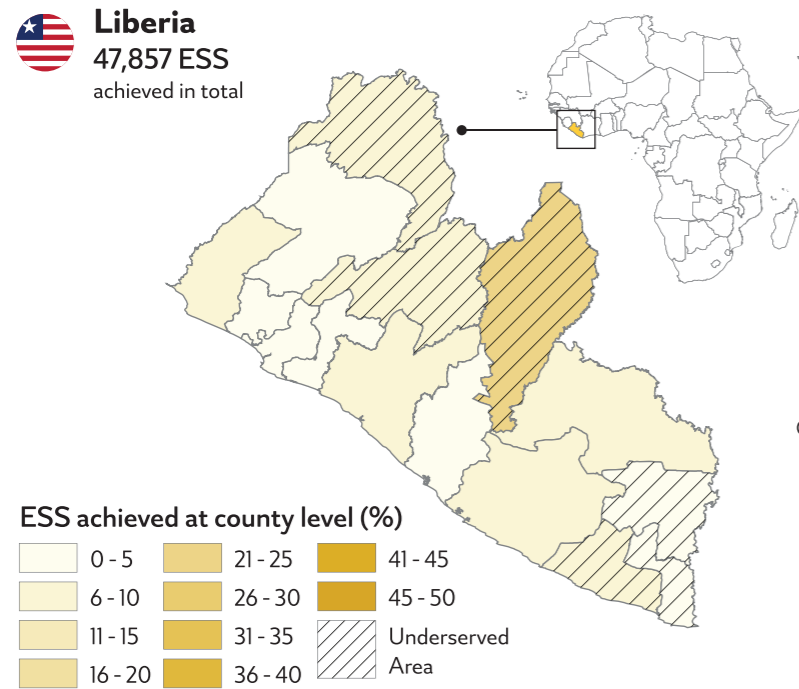 Liberia
47,857 ESS
achieved in total
ESS achieved at county level (%)
0 - 5
6 - 10
11 - 15
16 - 20
21 - 25
26 - 30
31 - 35
36 - 40
41 - 45
45 - 50
Underserved
Area